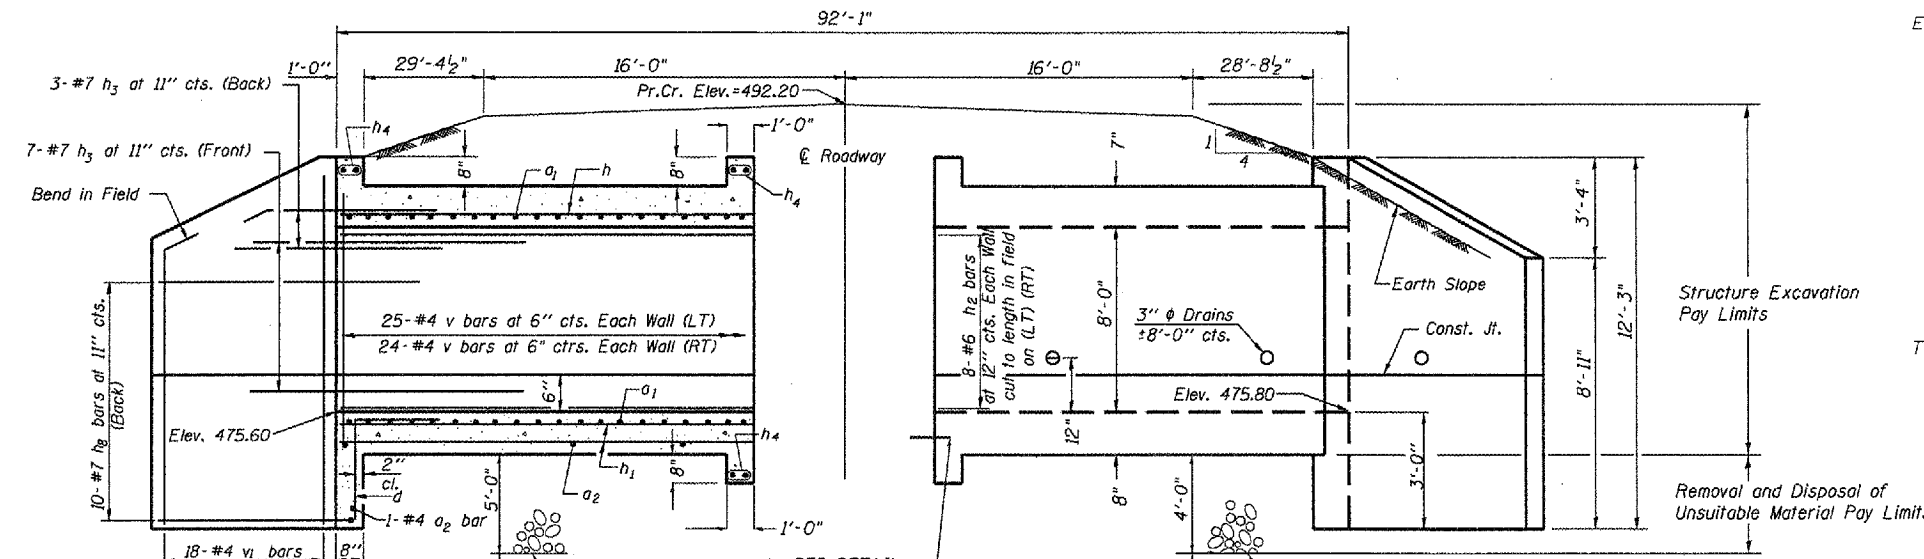 92'-1"
E
1'-0"
29'-4½"
16'-0"
16'-0"
28'-8½"
3-#7 h3 at 11" cts. (Back)
Pr.Cr. Elev.=492.20
h4
1'-0"
7-#7 h3 at 11" cts. (Front)
℄ Roadway
7"
1
4
8"
a1
h
8"
h4
Bend in Field
3'-4"
Earth Slope
12'-3"
Structure Excavation
Pay Limits
25-#4 v bars at 6" cts. Each Wall (LT)
24-#4 v bars at 6" ctrs. Each Wall (RT)
8-#6 h2 bars
at 12" cts. Each Wall
cut to length in field
on (LT) (RT)
8'-0"
3" ϕ Drains
±8'-0" cts.
Const. Jt.
T
10-#7 h8 bars at 11" cts.
(Back)
6"
a1
Elev. 475.80
8'-11"
Elev. 475.60
12"
h4
2"
cl.
d
h1
8"
3'-0"
a2
1-#4 a2 bar
5'-0"
8"
4'-0"
Removal and Disposal of
Unsuitable Material Pay Limit
1'-0"
18-#4 v1 bars
8"